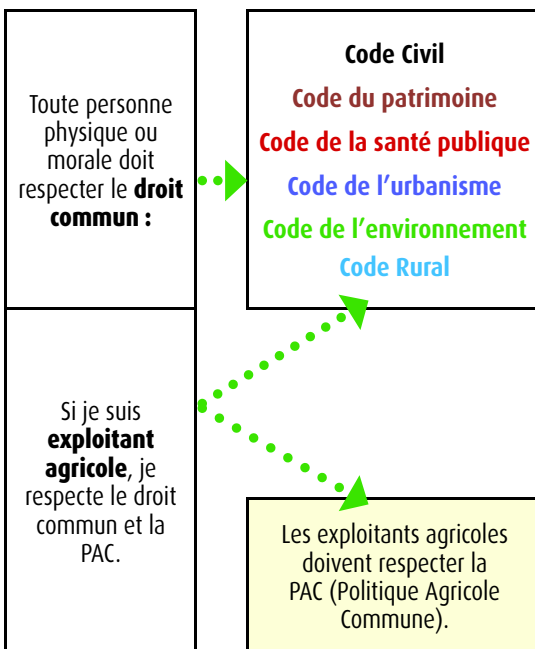 Toute personne
physique ou
morale doit
respecter le droit
commun :
Code Civil
Code du patrimoine
Code de la santé publique
Code de l'urbanisme
Code de l'environnement
Code Rural
Si je suis
exploitant
agricole, je
respecte le droit
commun et la
PAC.
Les exploitants agricoles
doivent respecter la
PAC (Politique Agricole
Commune).